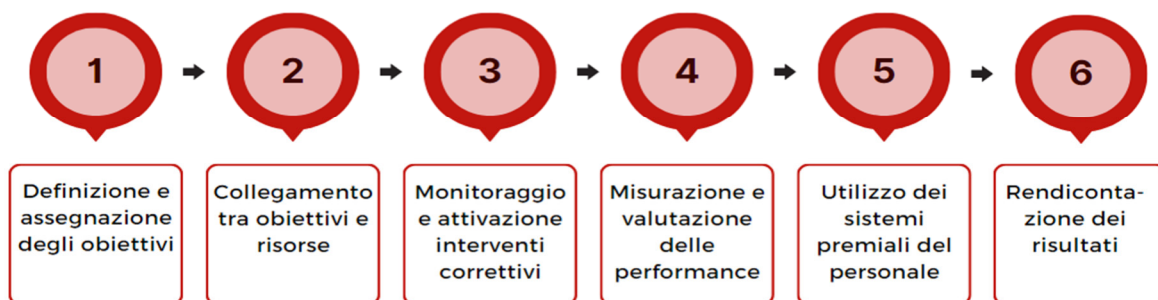 1
2
3
4
5
6
Definizione e
assegnazione
degli obiettivi
Collegamento
tra obiettivi e
risorse
Monitoraggio
e attivazione
interventi
correttivi
Misurazione e
valutazione
delle
performance
Utilizzo dei
sistemi
premiali del
personale
Rendiconta-
zione dei
risultati